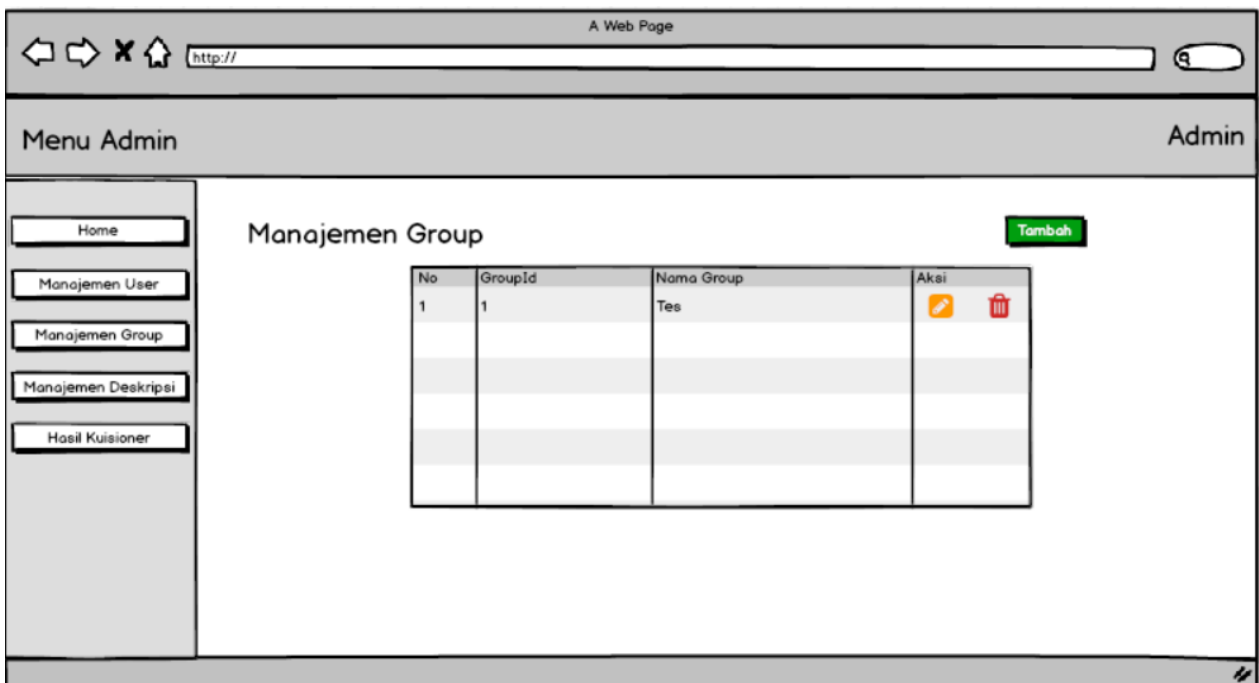 A Web Page
http://
Menu Admin
Admin
Home
Manajemen User
Manajemen Group
Manajemen Deskripsi
Hasil Kuisioner
Manajemen Group
Tambah
No GroupId Nama Group Aksi
1 1 Tes